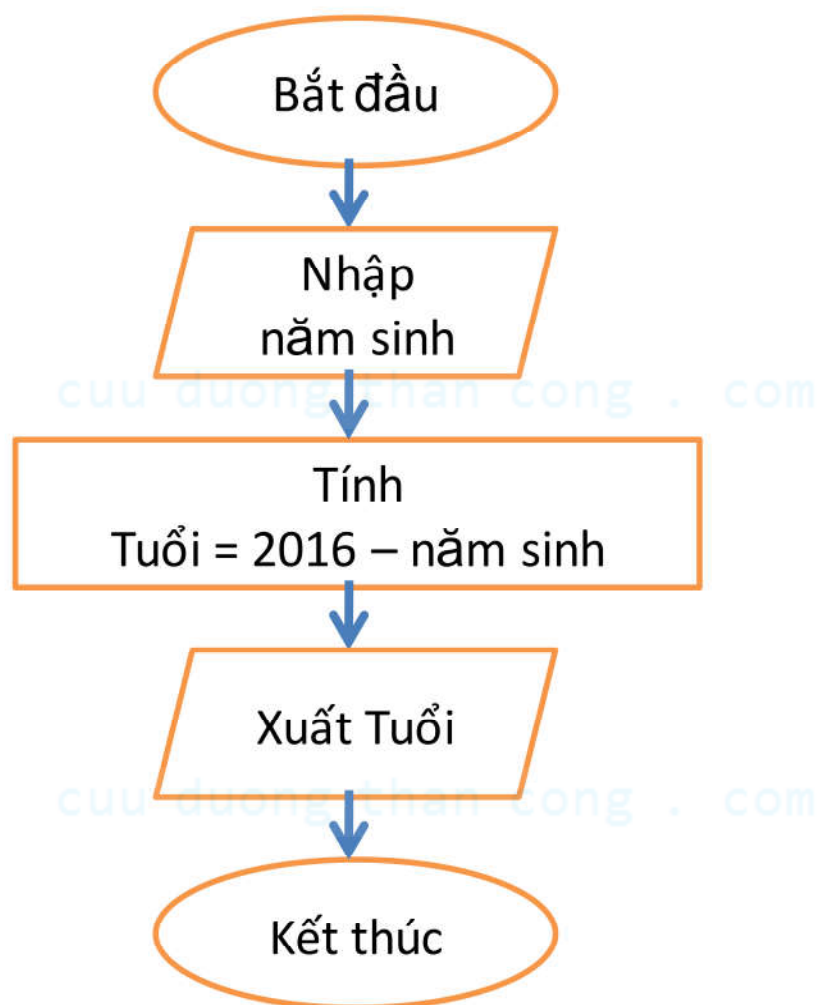 Bắt đầu
Nhập
năm sinh
cuu duong than cong . com
Tính
Tuổi = 2016 – năm sinh
Xuất Tuổi
cuu duong than cong . com
Kết thúc